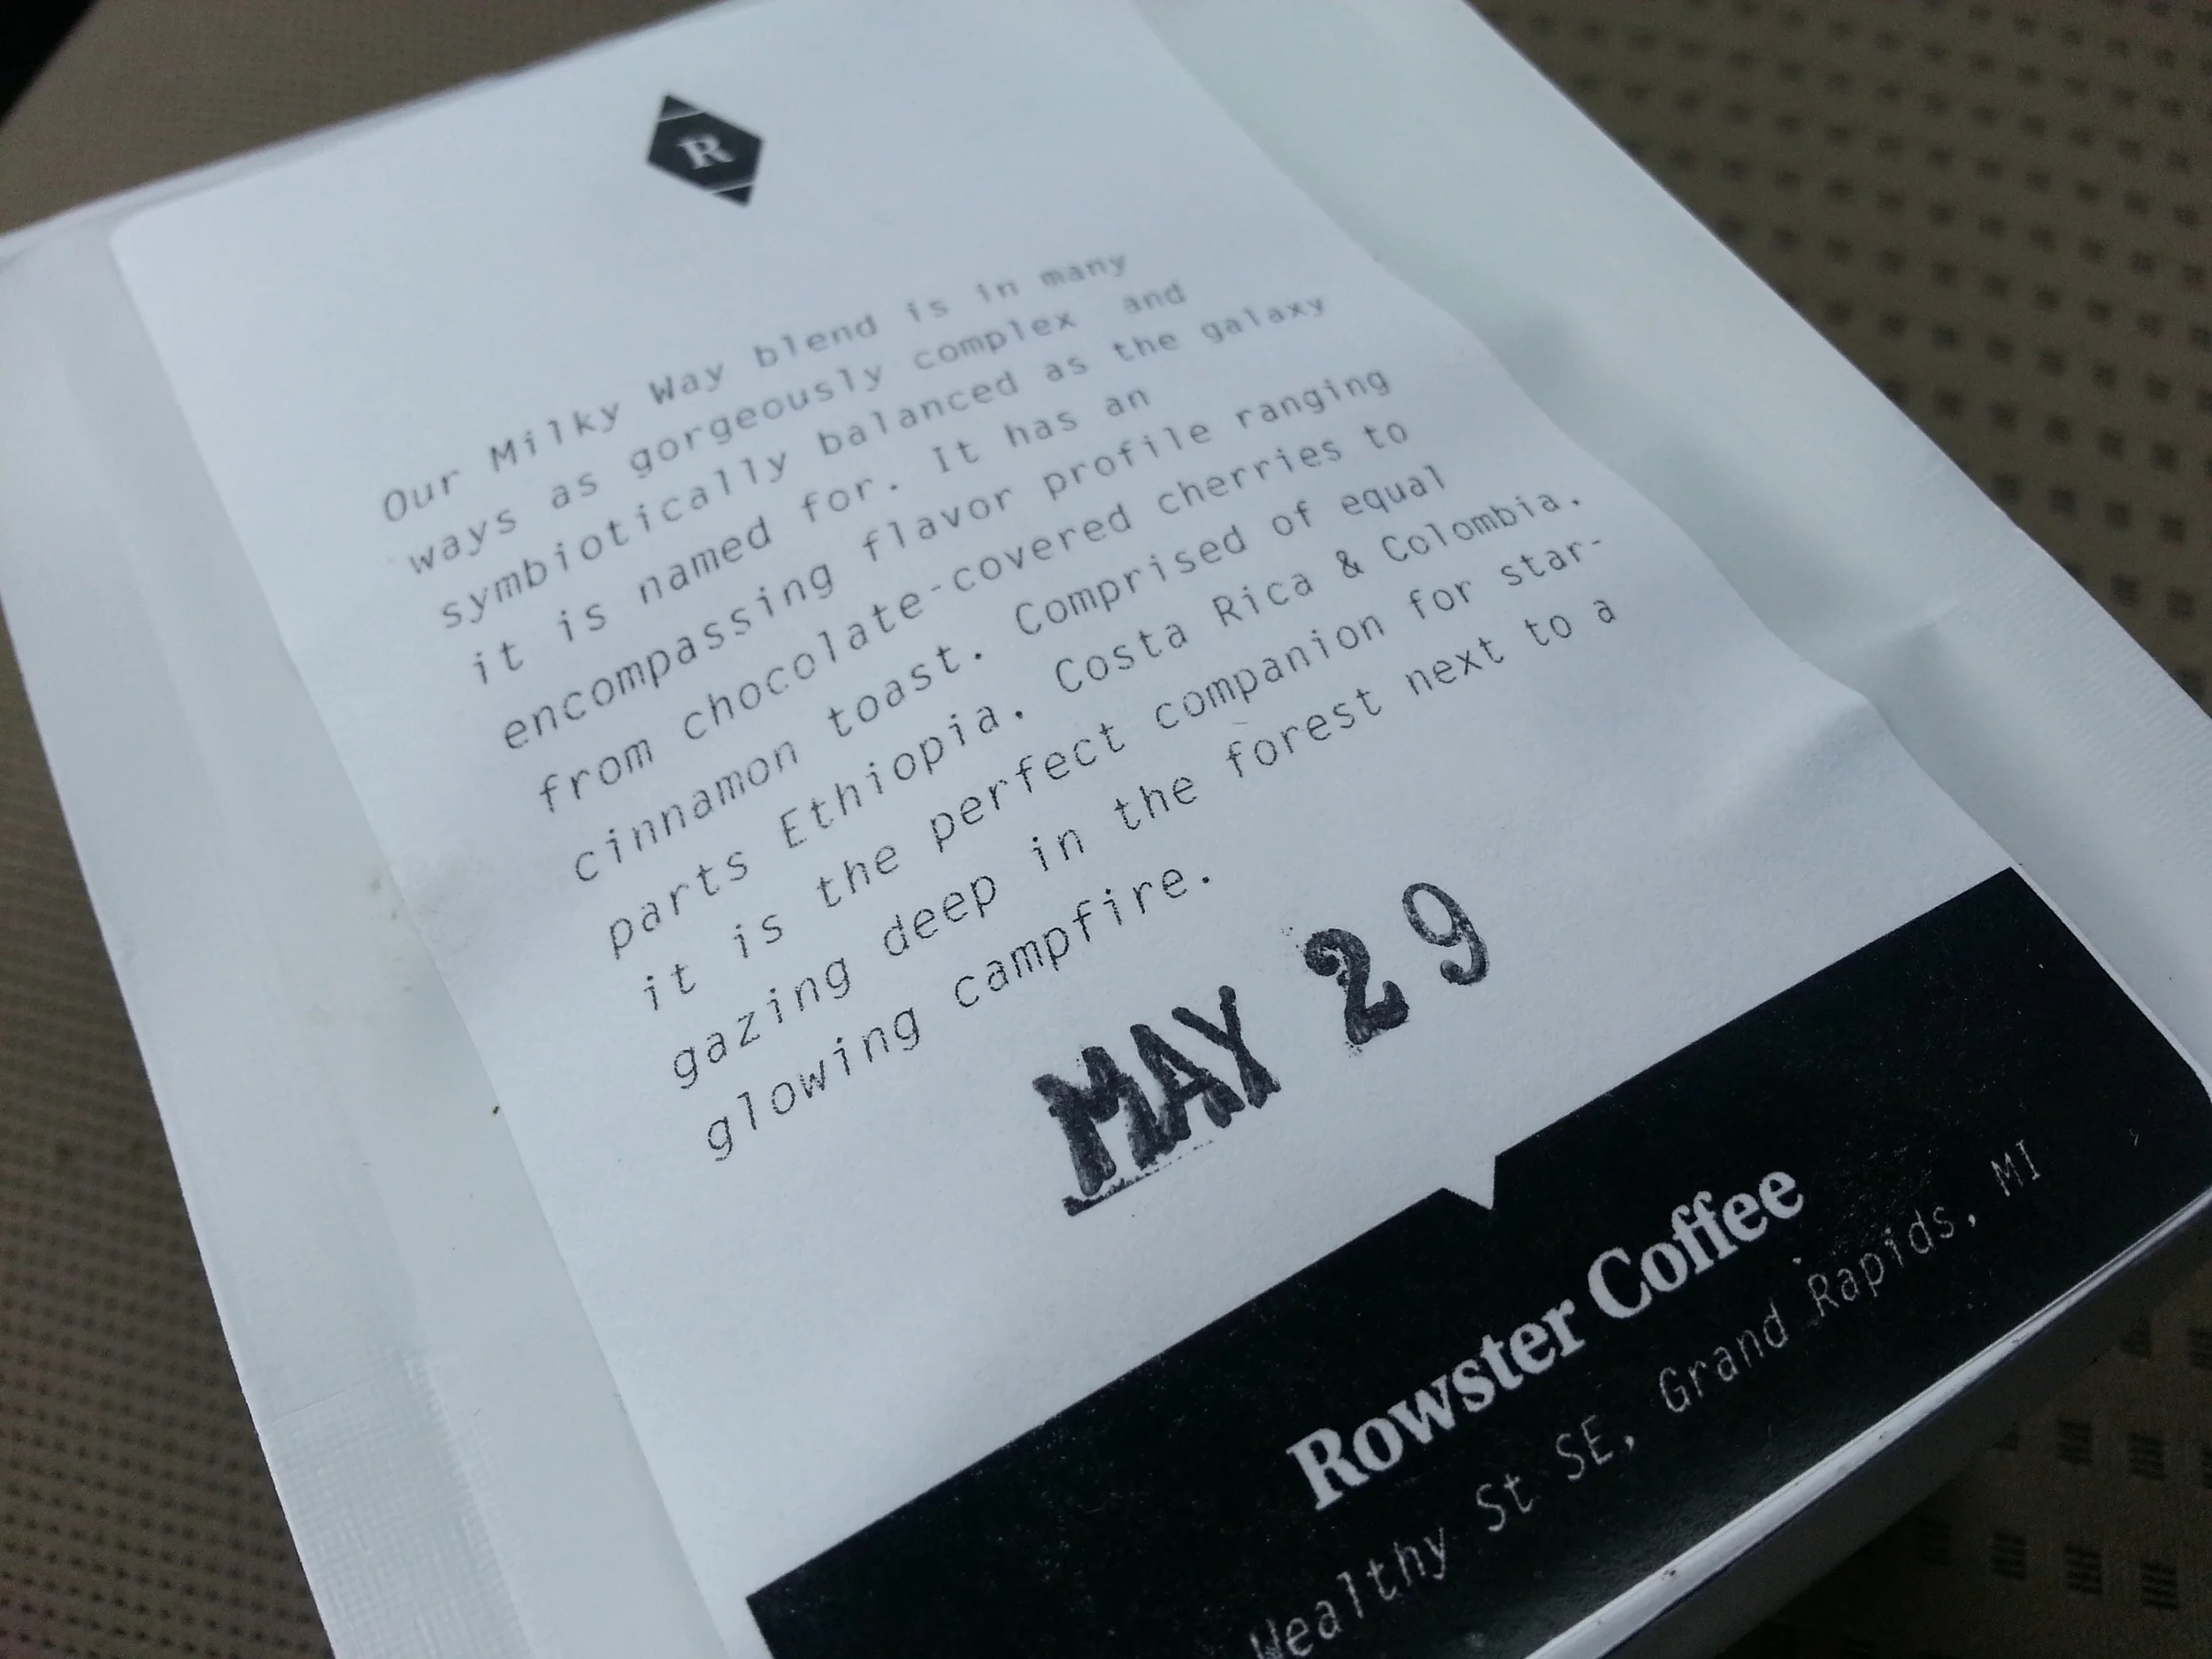 R
Our Milky Way blend is in many
ways as gorgeously complex and
symbiotically balanced as the galaxy
it is named for. It has an
encompassing flavor profile ranging
from chocolate-covered cherries to
cinnamon toast. Comprised of equal
parts Ethiopia, Costa Rica & Colombia,
it is the perfect companion for star-
gazing deep in the forest next to a
glowing campfire.
MAY 29
Rowster Coffee
Wealthy St SE, Grand Rapids, MI